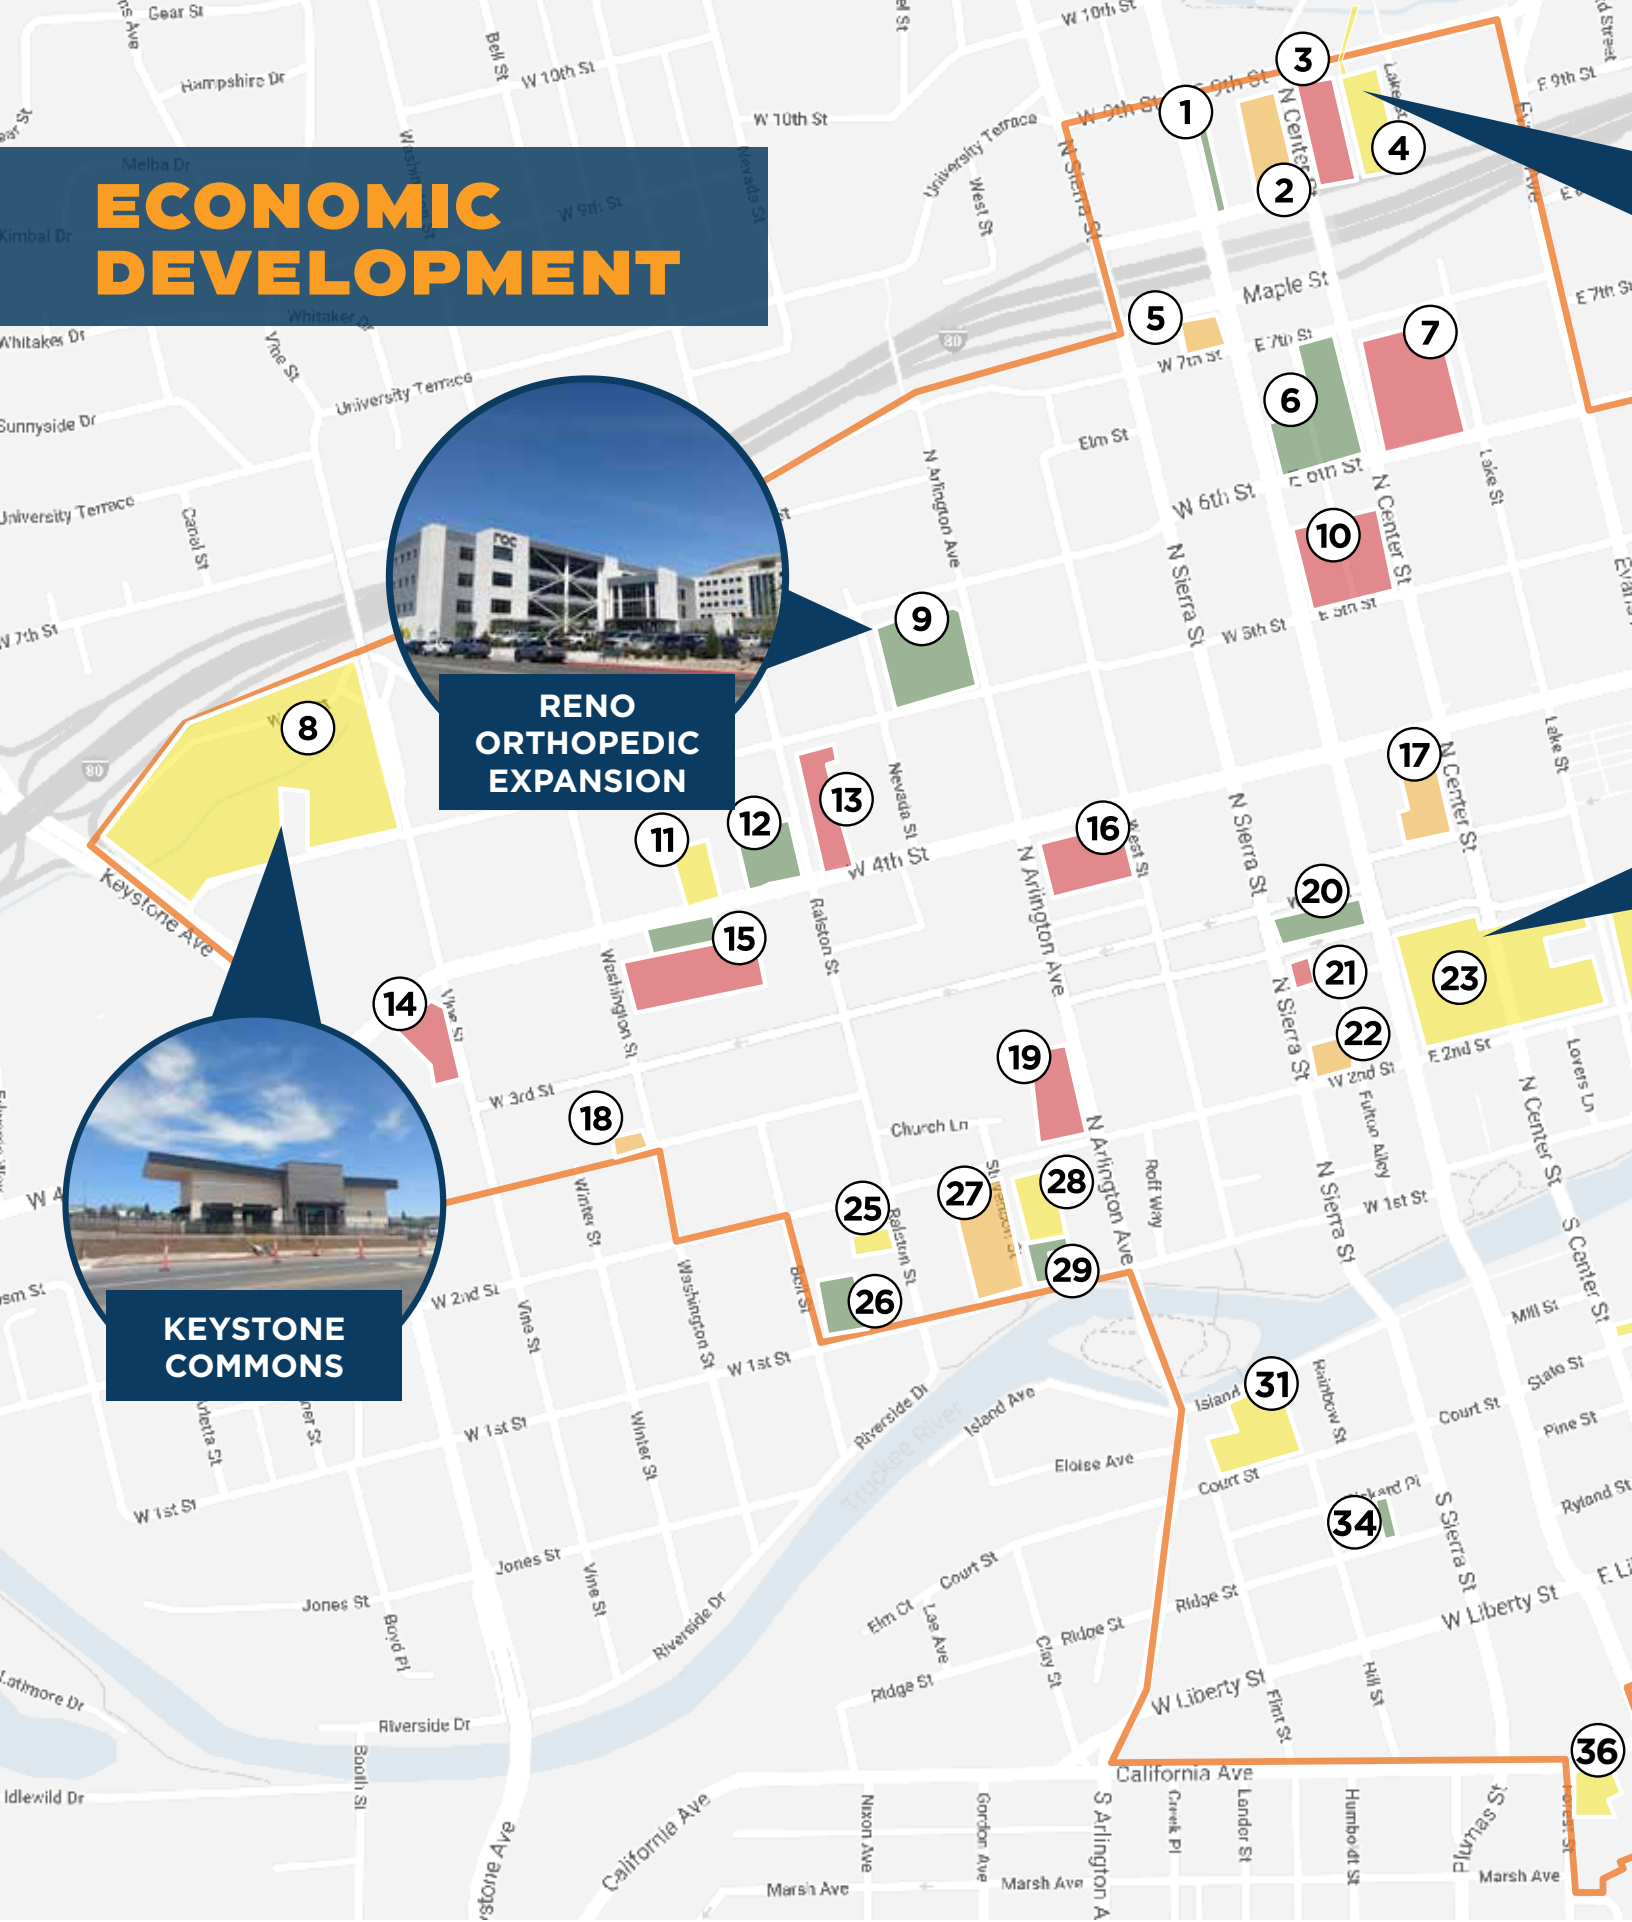 Gear St
W 10th St
Bell St
W 10th St
Hampshire Dr
W 10th St
W 9th St
9th St
E 9th St
3
1
4
2
N Center St
Lake St
University Terrace
West St
N Sierra St
Washington St
Nevada St
Melba Dr
W 9th St
Kimbal Dr
ECONOMIC
DEVELOPMENT
Whitaker Dr
Whitaker Dr
Vine St
University Terrace
80
Maple St
E 7th St
5
7
E 7th St
W 7th St
6
Sunnyside Dr
Elm St
E 6th St
W 6th St
N Arlington Ave
Lake St
N Center St
University Terrace
Canal St
10
N Sierra St
E 5th St
W 5th St
roc
9
W 7th St
8
RENO
ORTHOPEDIC
EXPANSION
80
17
N Center St
Lake St
13
12
11
Nevada St
16
West St
N Sierra St
W 4th St
N Arlington Ave
20
Keystone Ave
15
Ralston St
Washington St
21
23
14
Vine St
N Sierra St
22
E 2nd St
W 2nd St
Lovers Ln
19
W 3rd St
18
Church Ln
N Arlington Ave
Fulton Alley
N Center St
28
27
Stevenson St
Roff Way
N Sierra St
W 1st St
25
Ralston St
29
26
Bell St
Winter St
Washington St
S Center St
W 2nd St
Vine St
KEYSTONE
COMMONS
W 1st St
Mill St
State St
31
Island
Rainbow St
Court St
Pine St
Riverside Dr
Island Ave
Truckee River
Eloise Ave
Court St
W 1st St
Winter St
W 1st St
34
S Sierra St
Ryland St
Jones St
Vine St
Court St
Elm Ct
Lee Ave
Ridge St
W Liberty St
Jones St
Boyd Pl
Riverside Dr
Clay St
Ridge St
Ridge St
W Liberty St
Flint St
Hill St
Latimore Dr
Riverside Dr
Booth St
Idlewild Dr
36
California Ave
California Ave
Nixon Ave
Gordon Ave
S Arlington A
Creek Pl
Lander St
Humboldt St
Plumas St
Forest St
Marsh Ave
Marsh Ave
Marsh Ave